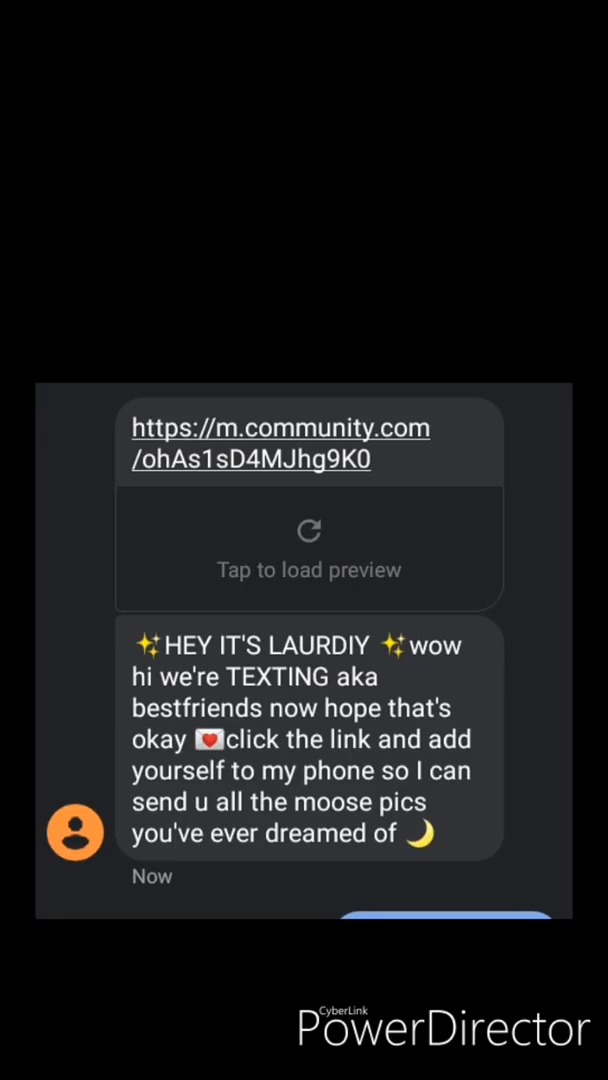 https://m.community.com
/ohAs1sD4MJhg9K0
Tap to load preview
✨HEY IT'S LAURDIY ✨wow
hi we're TEXTING aka
bestfriends now hope that's
okay 💌click the link and add
yourself to my phone so I can
send u all the moose pics
you've ever dreamed of 🌙
Now
CyberLink
PowerDirector